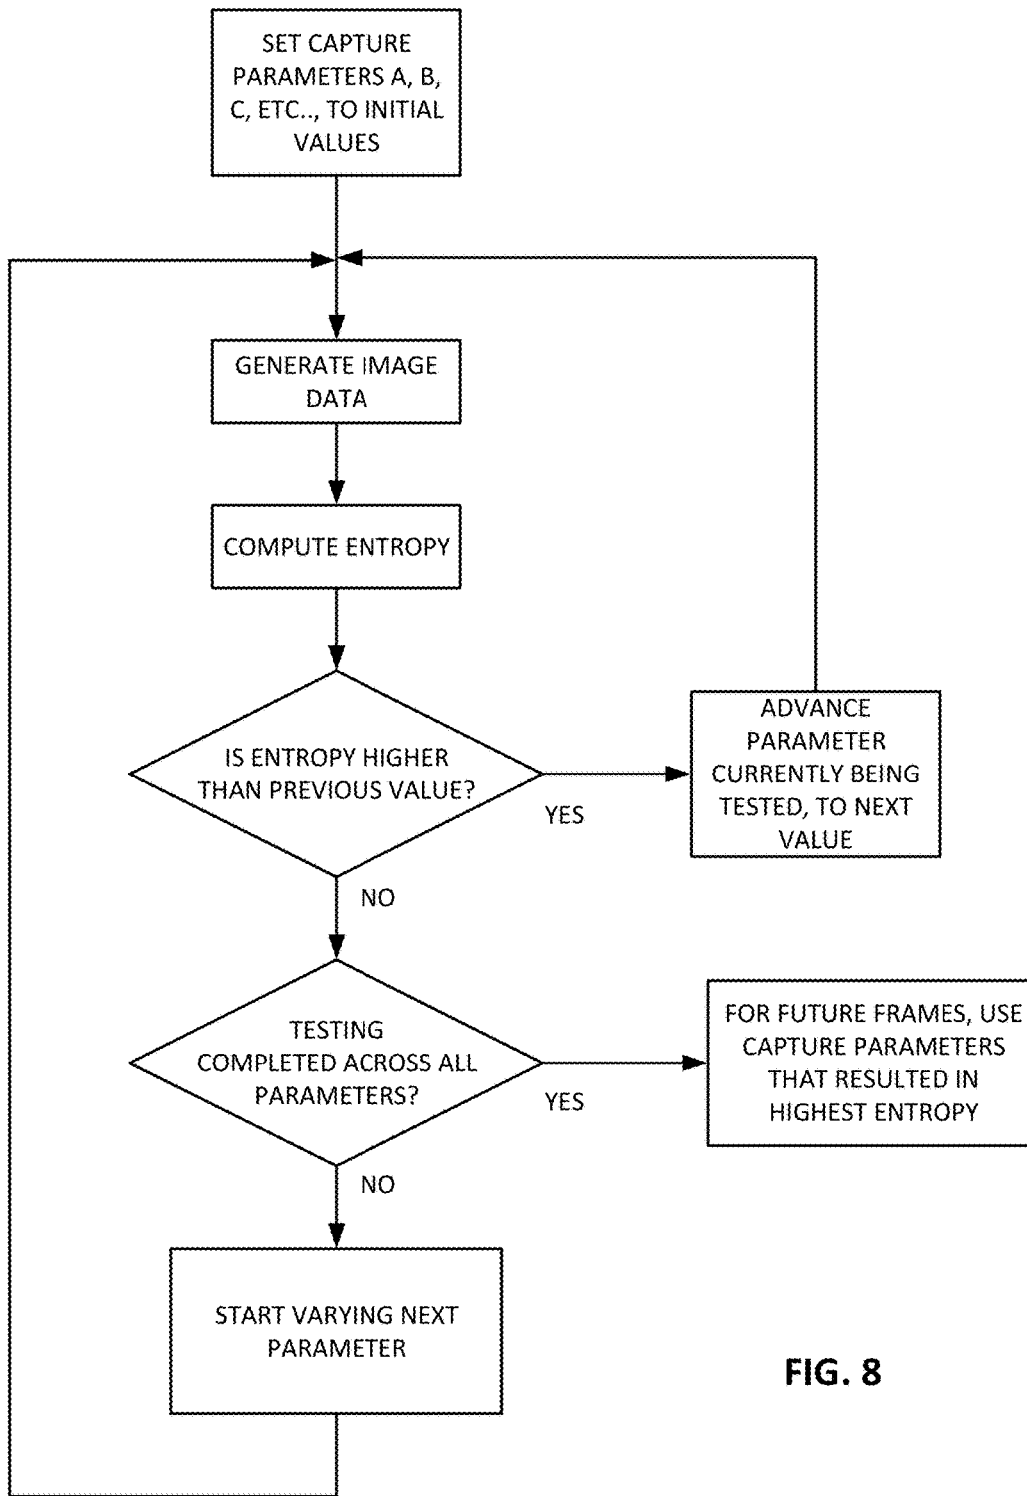 SET CAPTURE
PARAMETERS A, B,
C, ETC.., TO INITIAL
VALUES
GENERATE IMAGE
DATA
COMPUTE ENTROPY
IS ENTROPY HIGHER
THAN PREVIOUS VALUE?
YES
ADVANCE
PARAMETER
CURRENTLY BEING
TESTED, TO NEXT
VALUE
NO
TESTING
COMPLETED ACROSS ALL
PARAMETERS?
YES
FOR FUTURE FRAMES, USE
CAPTURE PARAMETERS
THAT RESULTED IN
HIGHEST ENTROPY
NO
START VARYING NEXT
PARAMETER
FIG. 8